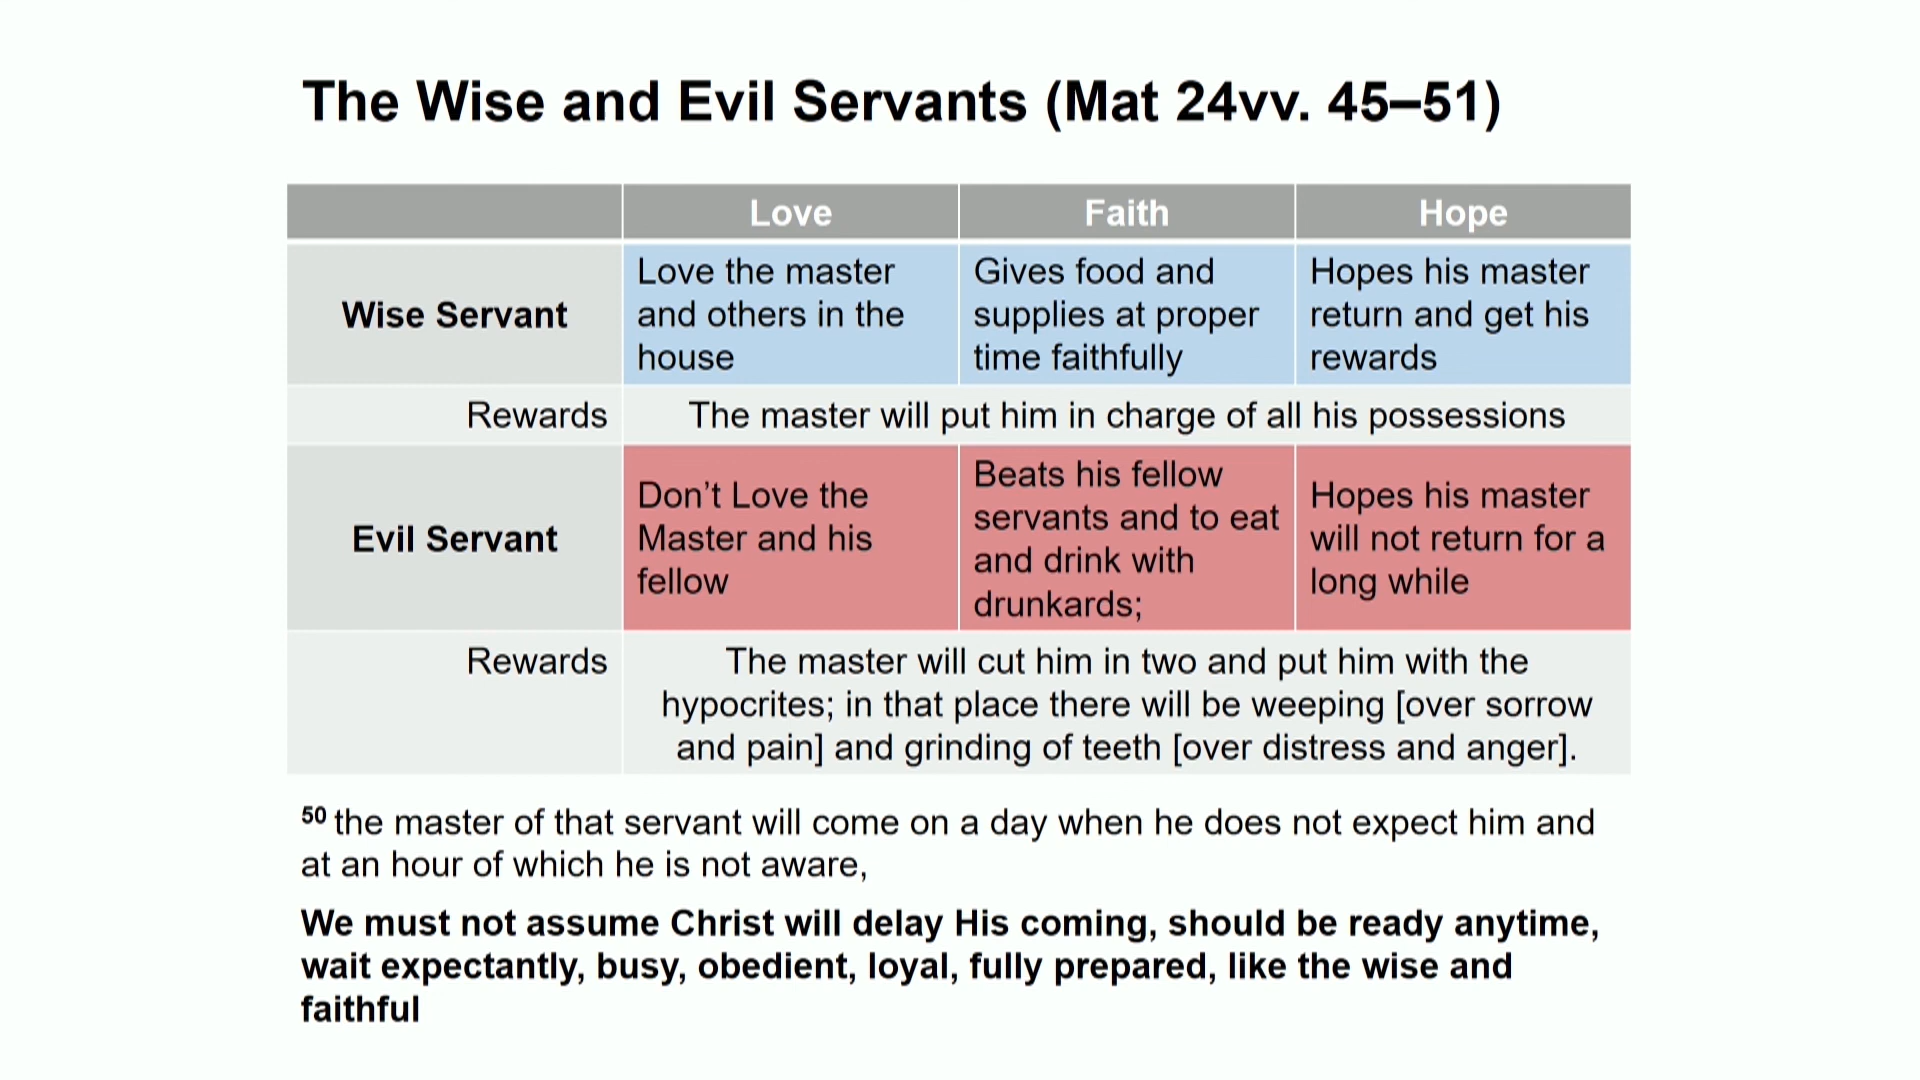 The Wise and Evil Servants (Mat 24vv. 45–51)
Love Faith Hope
Wise Servant
Love the master
and others in the
house
Gives food and
supplies at proper
time faithfully
Hopes his master
return and get his
rewards
Rewards
The master will put him in charge of all his possessions
Evil Servant
Don’t Love the
Master and his
fellow
Beats his fellow
servants and to eat
and drink with
drunkards;
Hopes his master
will not return for a
long while
Rewards
The master will cut him in two and put him with the
hypocrites; in that place there will be weeping [over sorrow
and pain] and grinding of teeth [over distress and anger].
50 the master of that servant will come on a day when he does not expect him and
at an hour of which he is not aware,
We must not assume Christ will delay His coming, should be ready anytime,
wait expectantly, busy, obedient, loyal, fully prepared, like the wise and
faithful